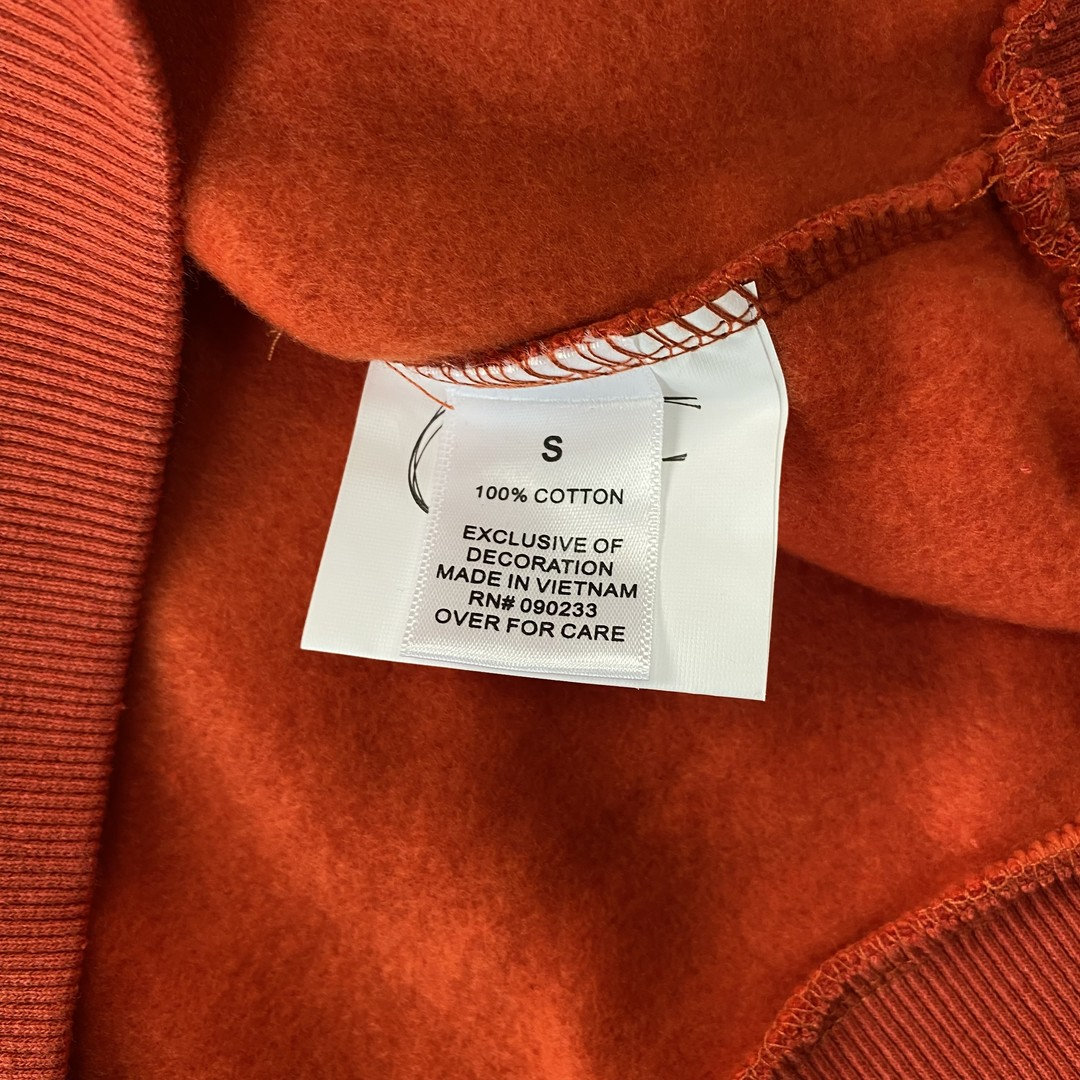 S
100% COTTON
EXCLUSIVE OF
DECORATION
MADE IN VIETNAM
RN# 090233
OVER FOR CARE